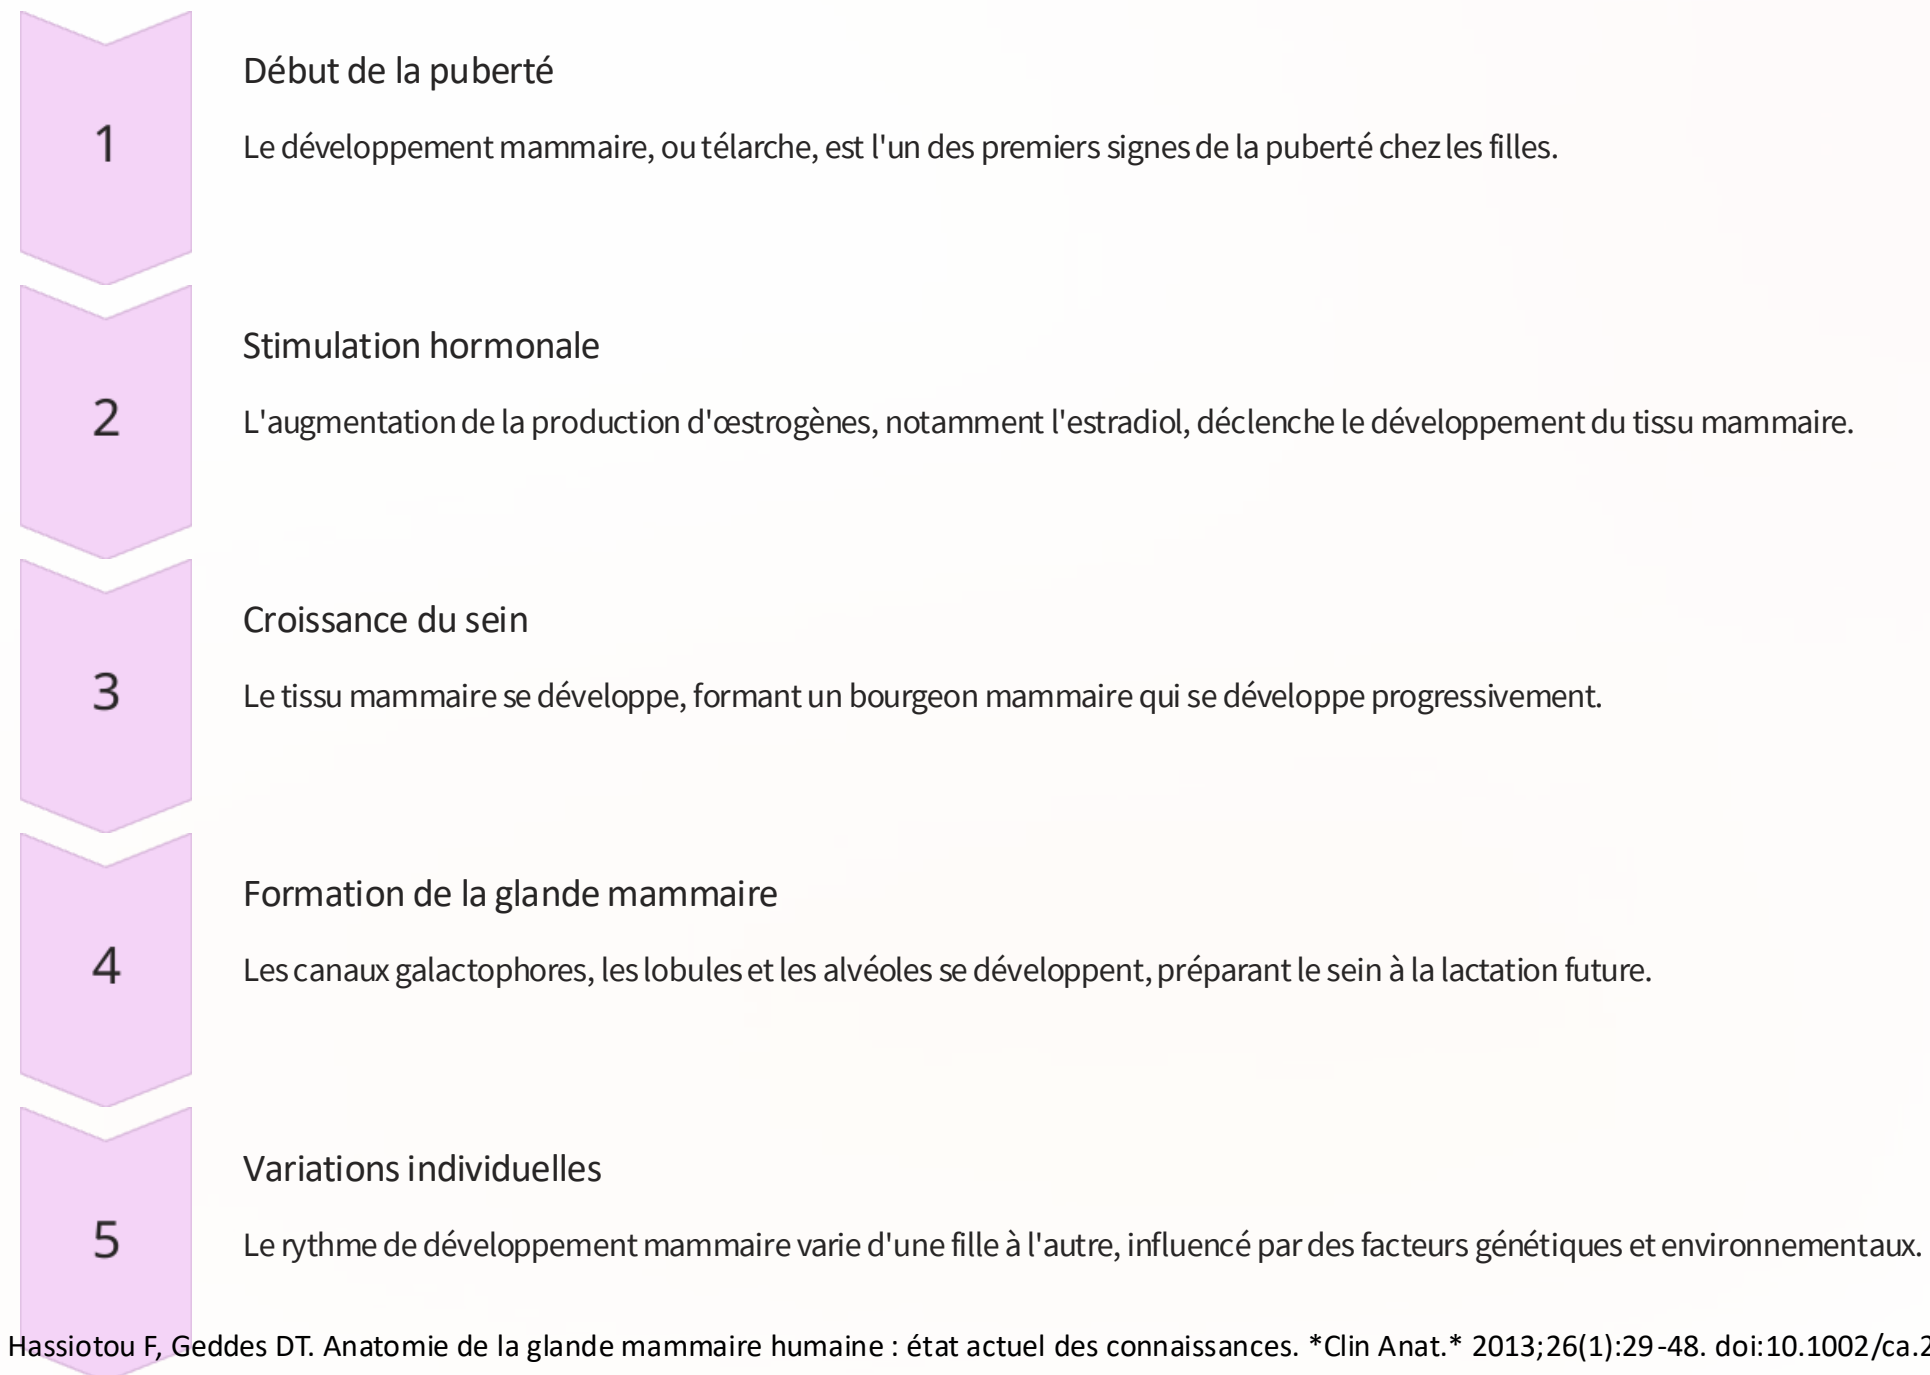 1
Début de la puberté
Le développement mammaire, ou télarche, est l'un des premiers signes de la puberté chez les filles.
2
Stimulation hormonale
L'augmentation de la production d'œstrogènes, notamment l'estradiol, déclenche le développement du tissu mammaire.
3
Croissance du sein
Le tissu mammaire se développe, formant un bourgeon mammaire qui se développe progressivement.
4
Formation de la glande mammaire
Les canaux galactophores, les lobules et les alvéoles se développent, préparant le sein à la lactation future.
5
Variations individuelles
Le rythme de développement mammaire varie d'une fille à l'autre, influencé par des facteurs génétiques et environnementaux.
Hassiotou F, Geddes DT. Anatomie de la glande mammaire humaine : état actuel des connaissances. *Clin Anat.* 2013;26(1):29-48. doi:10.1002/ca.2